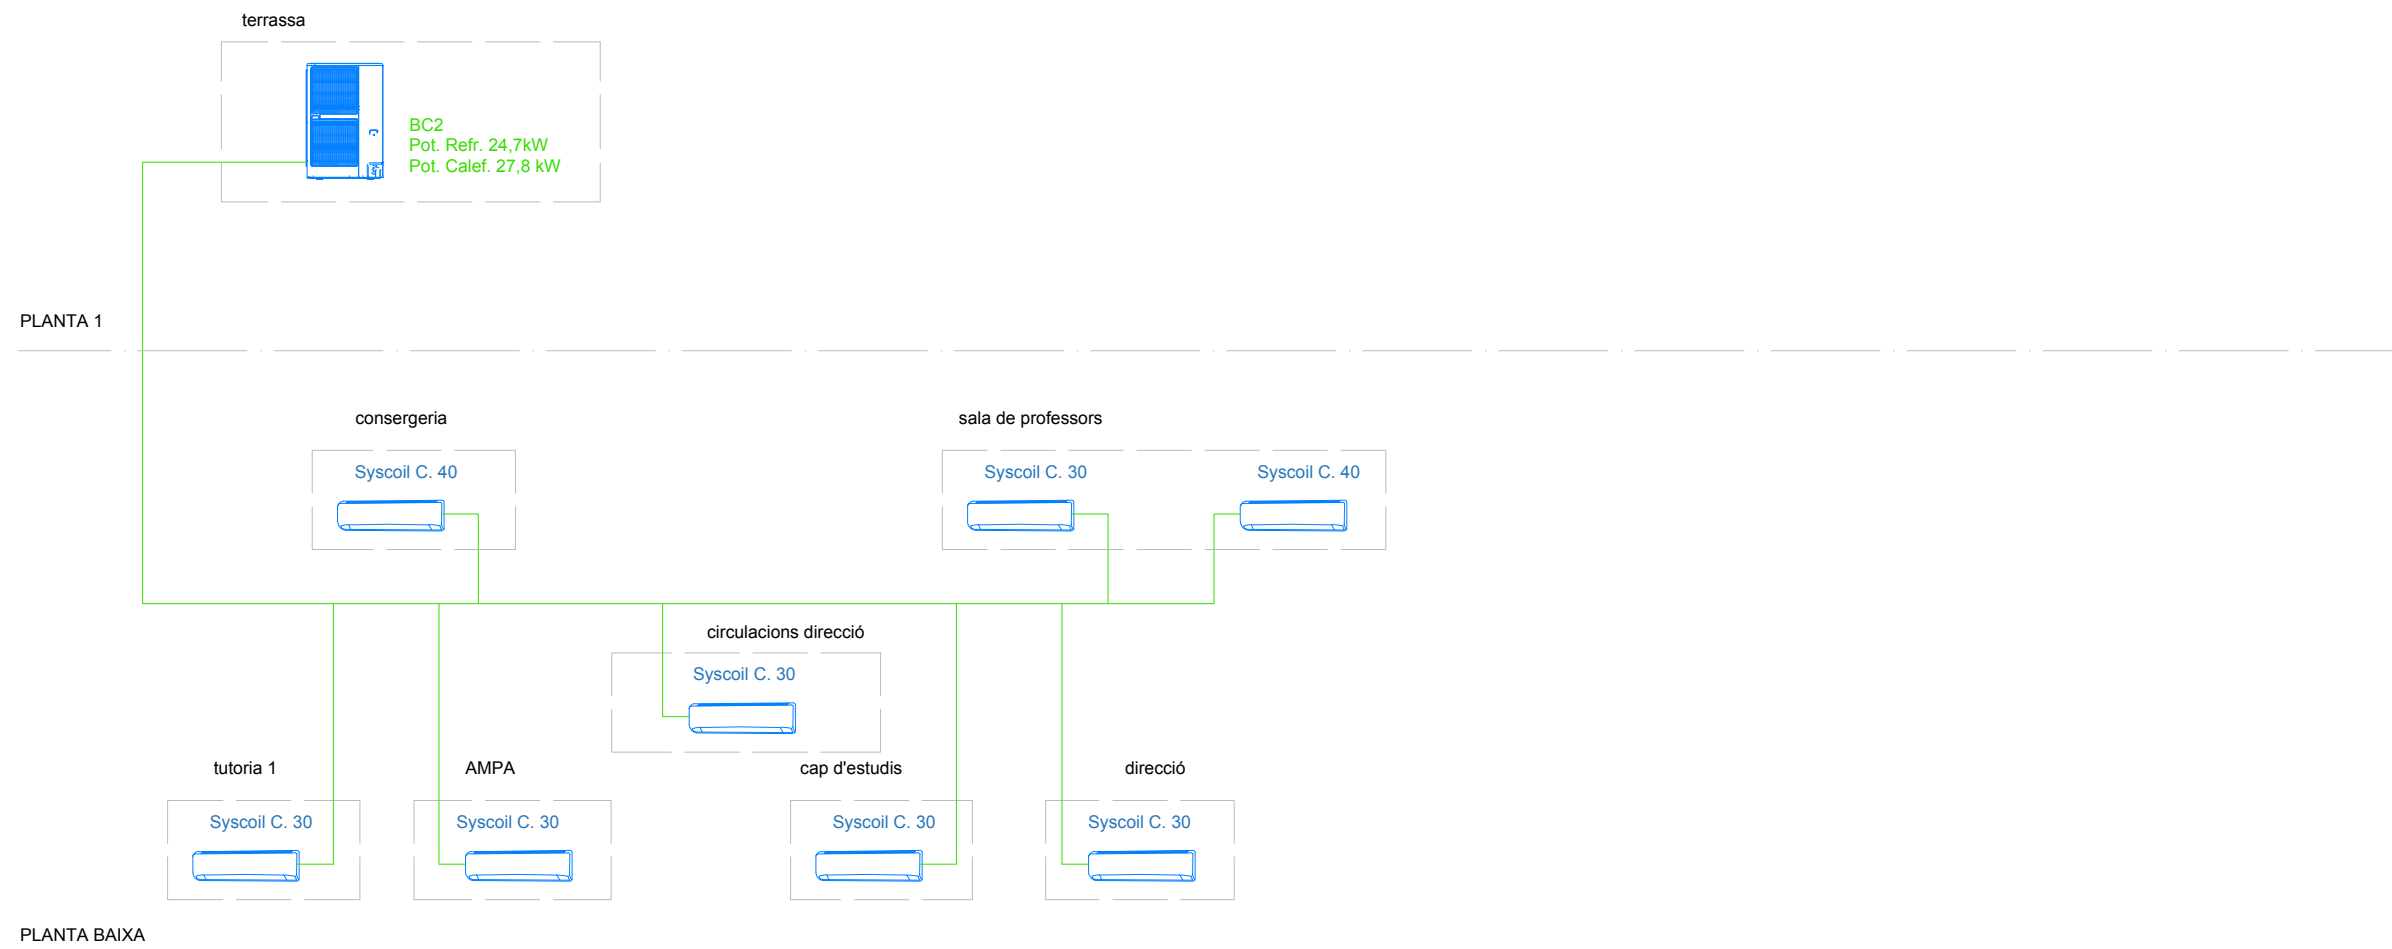 terrassa
BC2
Pot. Refr. 24,7kW
Pot. Calef. 27,8 kW
PLANTA 1
consergeria
sala de professors
Syscoil C. 40
Syscoil C. 30
Syscoil C. 40
circulacions direcció
Syscoil C. 30
tutoria 1
AMPA
cap d'estudis
direcció
Syscoil C. 30
Syscoil C. 30
Syscoil C. 30
Syscoil C. 30
PLANTA BAIXA